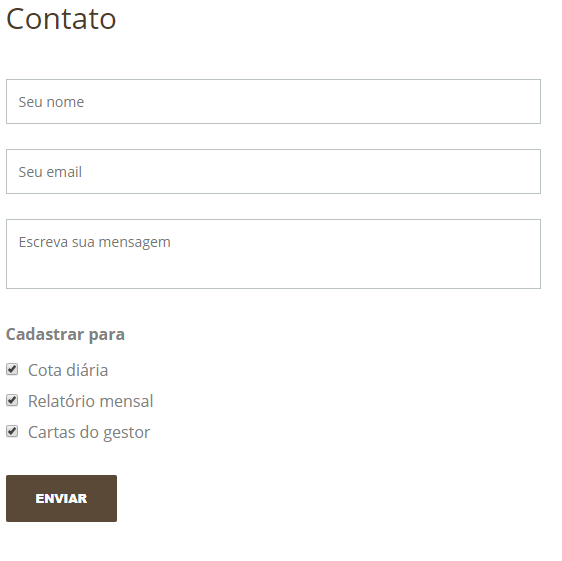 Contato
Seu nome
Seu email
Escreva sua mensagem
Cadastrar para
Cota diária
Relatório mensal
Cartas do gestor
ENVIAR